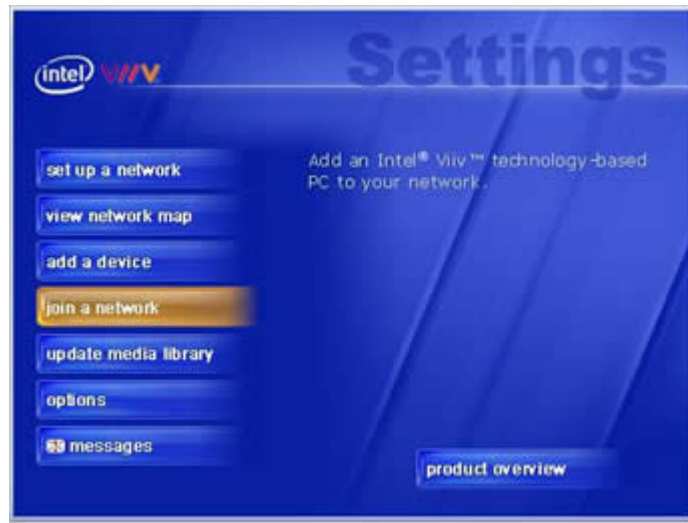 intel VIIV
Settings
set up a network
view network map
add a device
join a network
update media library
options
messages
Add an Intel® Viiv™ technology-based
PC to your network.
product overview